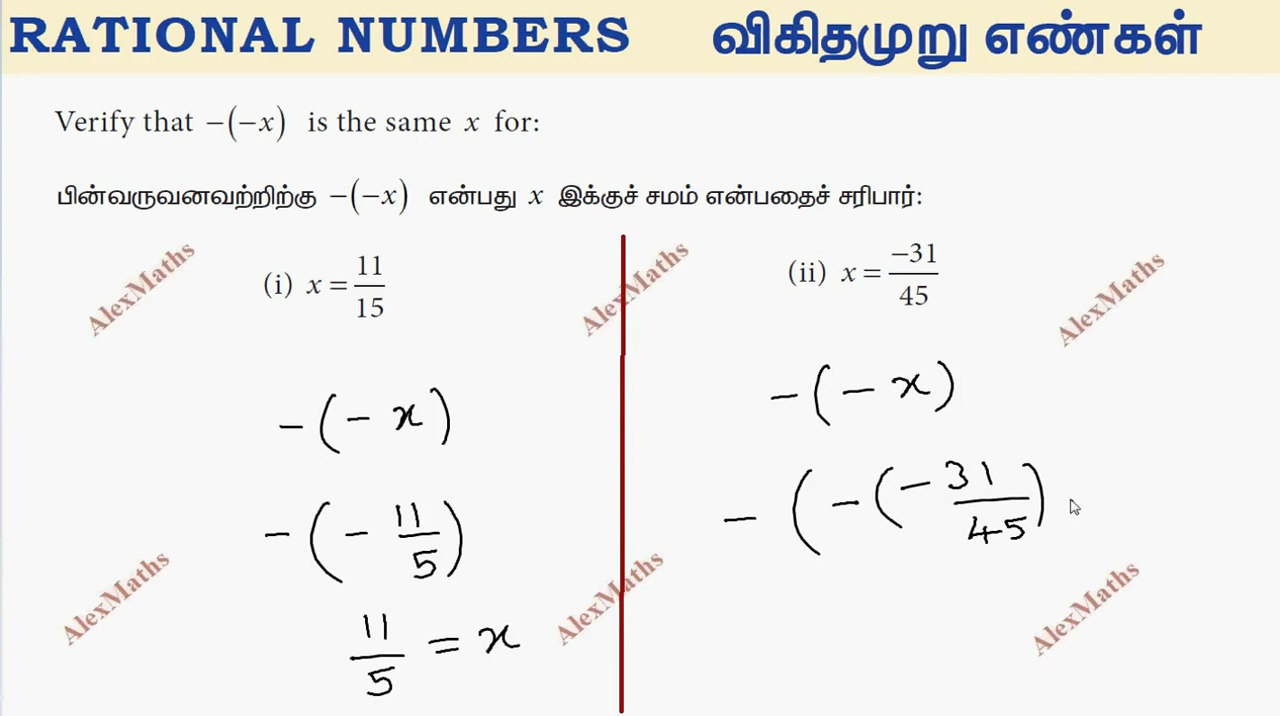 RATIONAL NUMBERS விகிதமுறு எண்கள்
Verify that −(−x) is the same x for:
பின்வருவனவற்றிற்கு −(−x) என்பது x இக்குச் சமம் என்பதைச் சரிபார்:
(i) x = 11/15
−(−x)
−(−11/5)
11/5 = x
(ii) x = −31/45
−(−x)
−(−(−31/45)
AlexMaths
AlexMaths
AlexMaths
AlexMaths
AlexMaths
AlexMaths